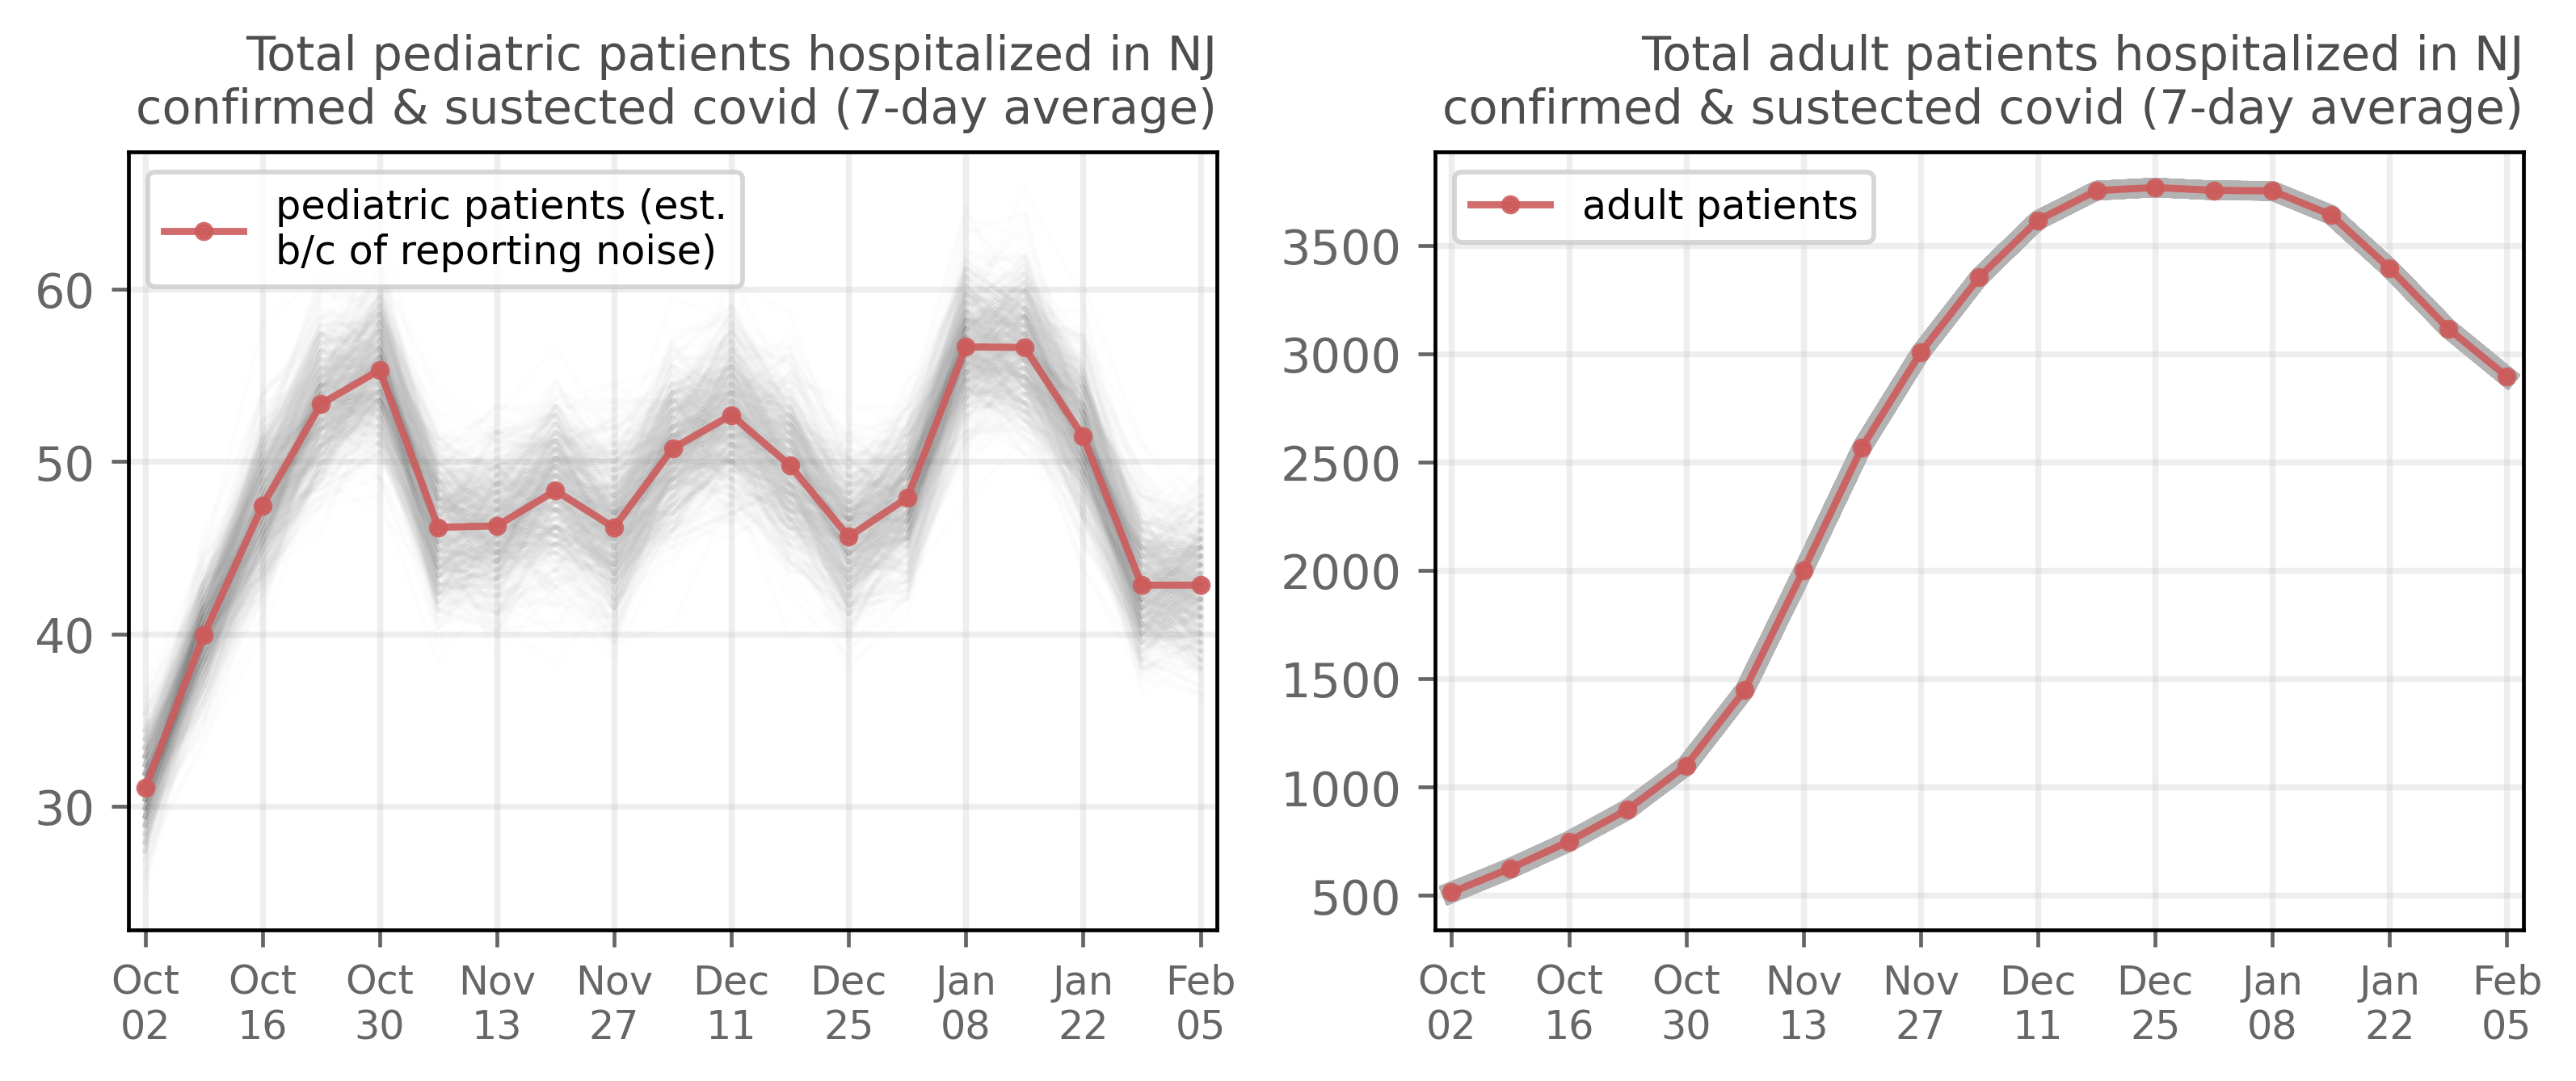 Total pediatric patients hospitalized in NJ
confirmed & sustected covid (7-day average)
pediatric patients (est.
b/c of reporting noise)
60
50
40
30
Oct Oct Oct Nov Nov Dec Dec Jan Jan Feb
02 16 30 13 27 11 25 08 22 05
Total adult patients hospitalized in NJ
confirmed & sustected covid (7-day average)
adult patients
3500
3000
2500
2000
1500
1000
500
Oct Oct Oct Nov Nov Dec Dec Jan Jan Feb
02 16 30 13 27 11 25 08 22 05